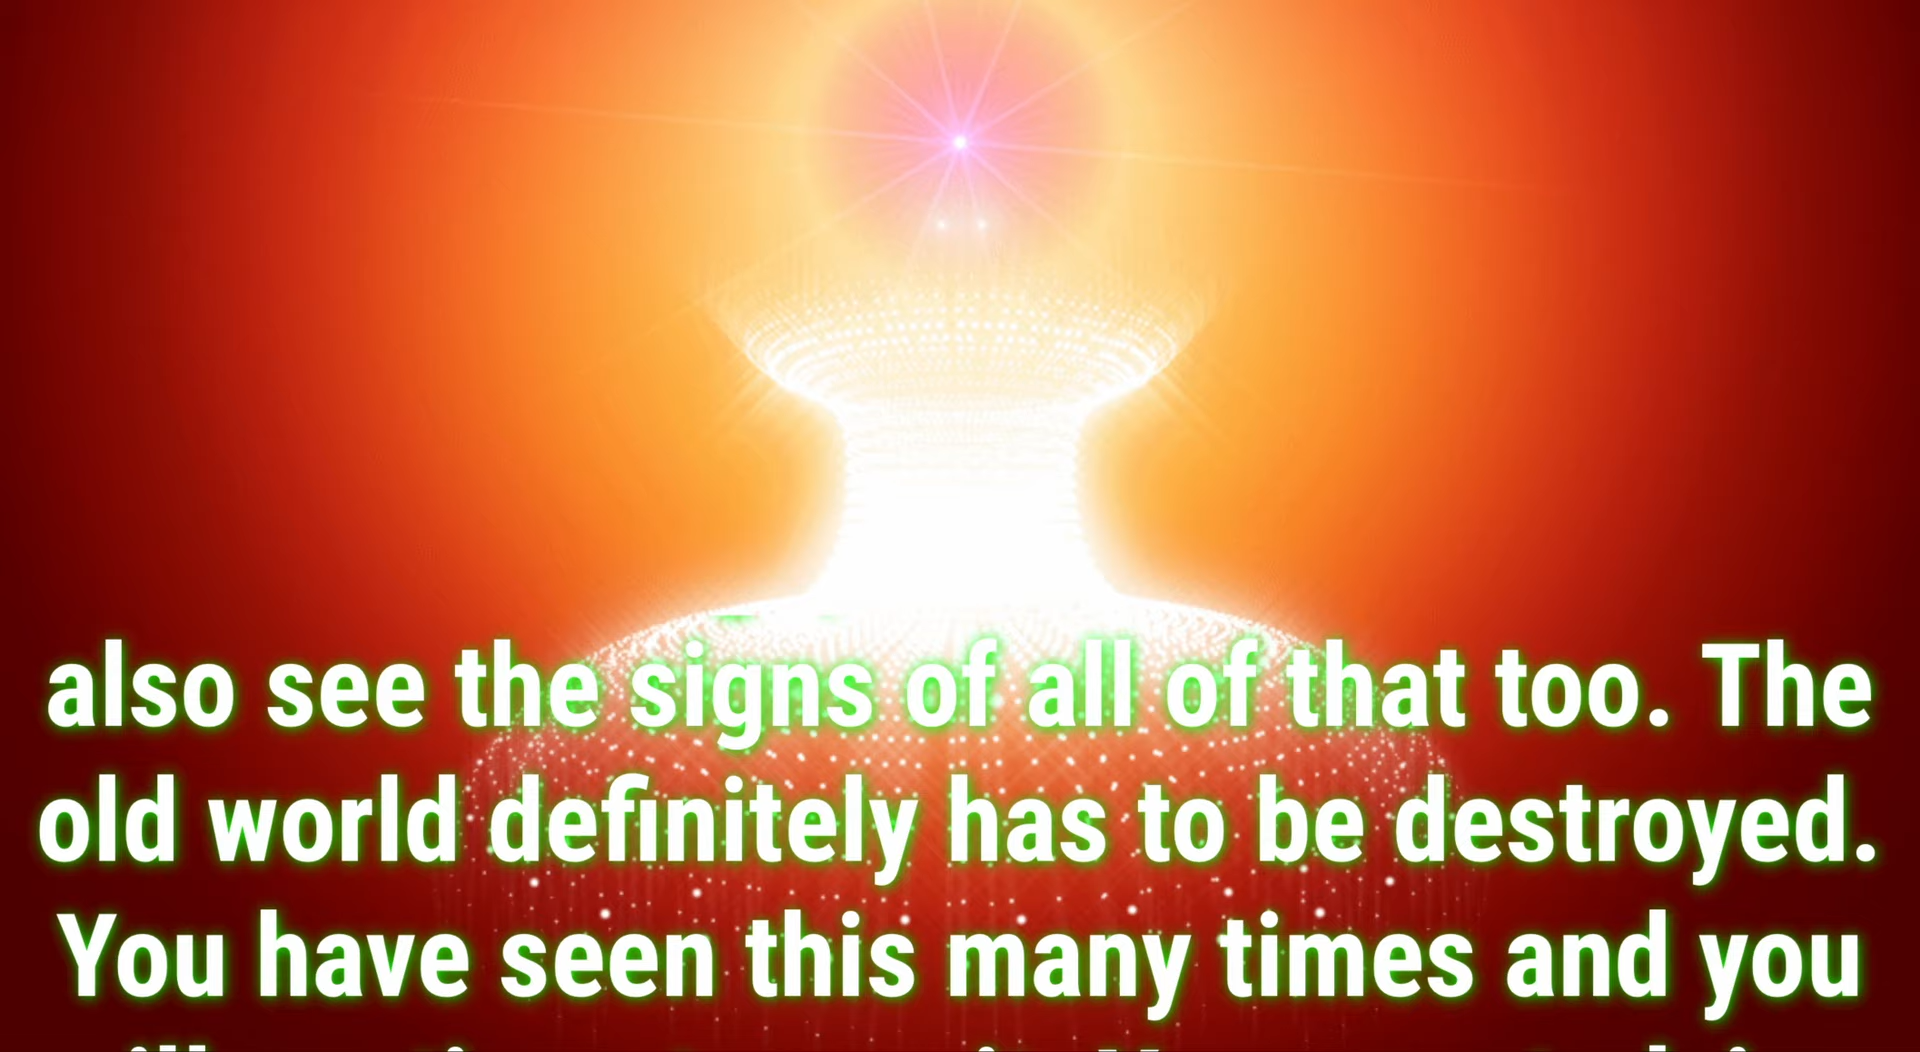 also see the signs of all of that too. The
old world definitely has to be destroyed.
You have seen this many times and you